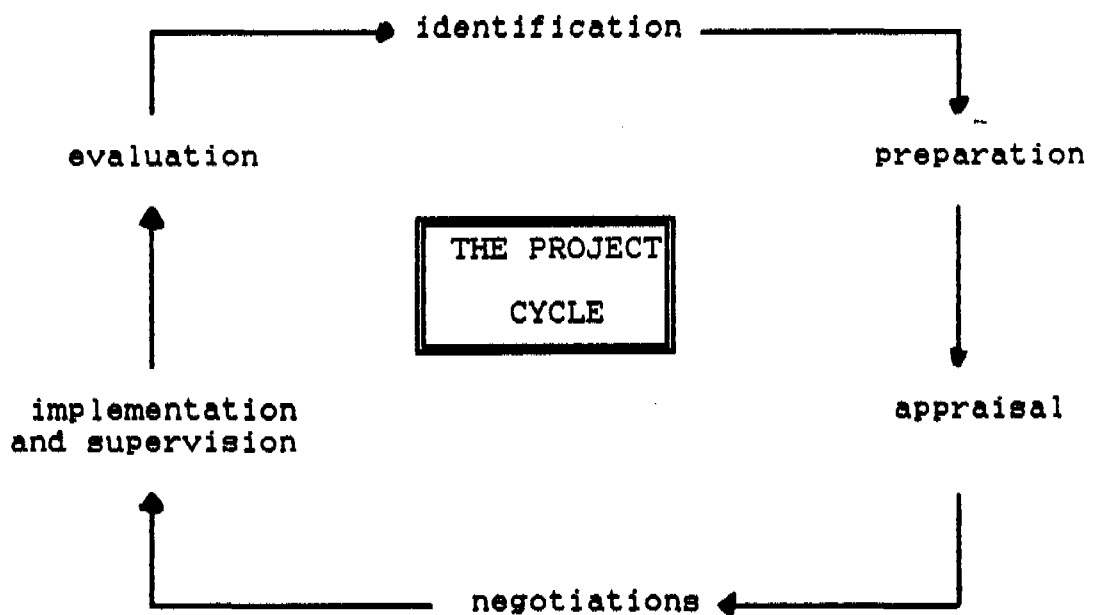 identification
evaluation
preparation
THE PROJECT
CYCLE
implementation
and supervision
appraisal
negotiations